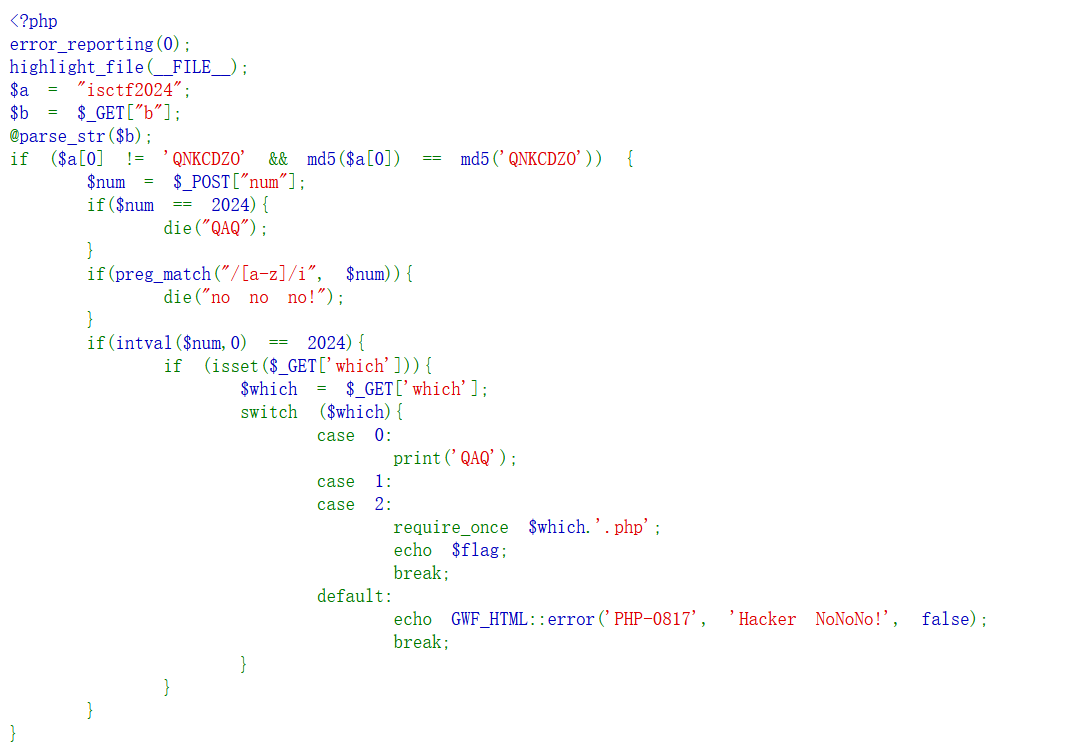 <?php
error_reporting(0);
highlight_file(__FILE__);
$a = "isctf2024";
$b = $_GET["b"];
@parse_str($b);
if ($a[0] != 'QNKCDZO' && md5($a[0]) == md5('QNKCDZO')) {
$num = $_POST["num"];
if($num == 2024){
die("QAQ");
}
if(preg_match("/[a-z]/i", $num)){
die("no no no!");
}
if(intval($num,0) == 2024){
if (isset($_GET['which'])){
$which = $_GET['which'];
switch ($which){
case 0:
print('QAQ');
case 1:
case 2:
require_once $which.'.php';
echo $flag;
break;
default:
echo GWF_HTML::error('PHP-0817', 'Hacker NoNoNo!', false);
break;
}
}
}
}